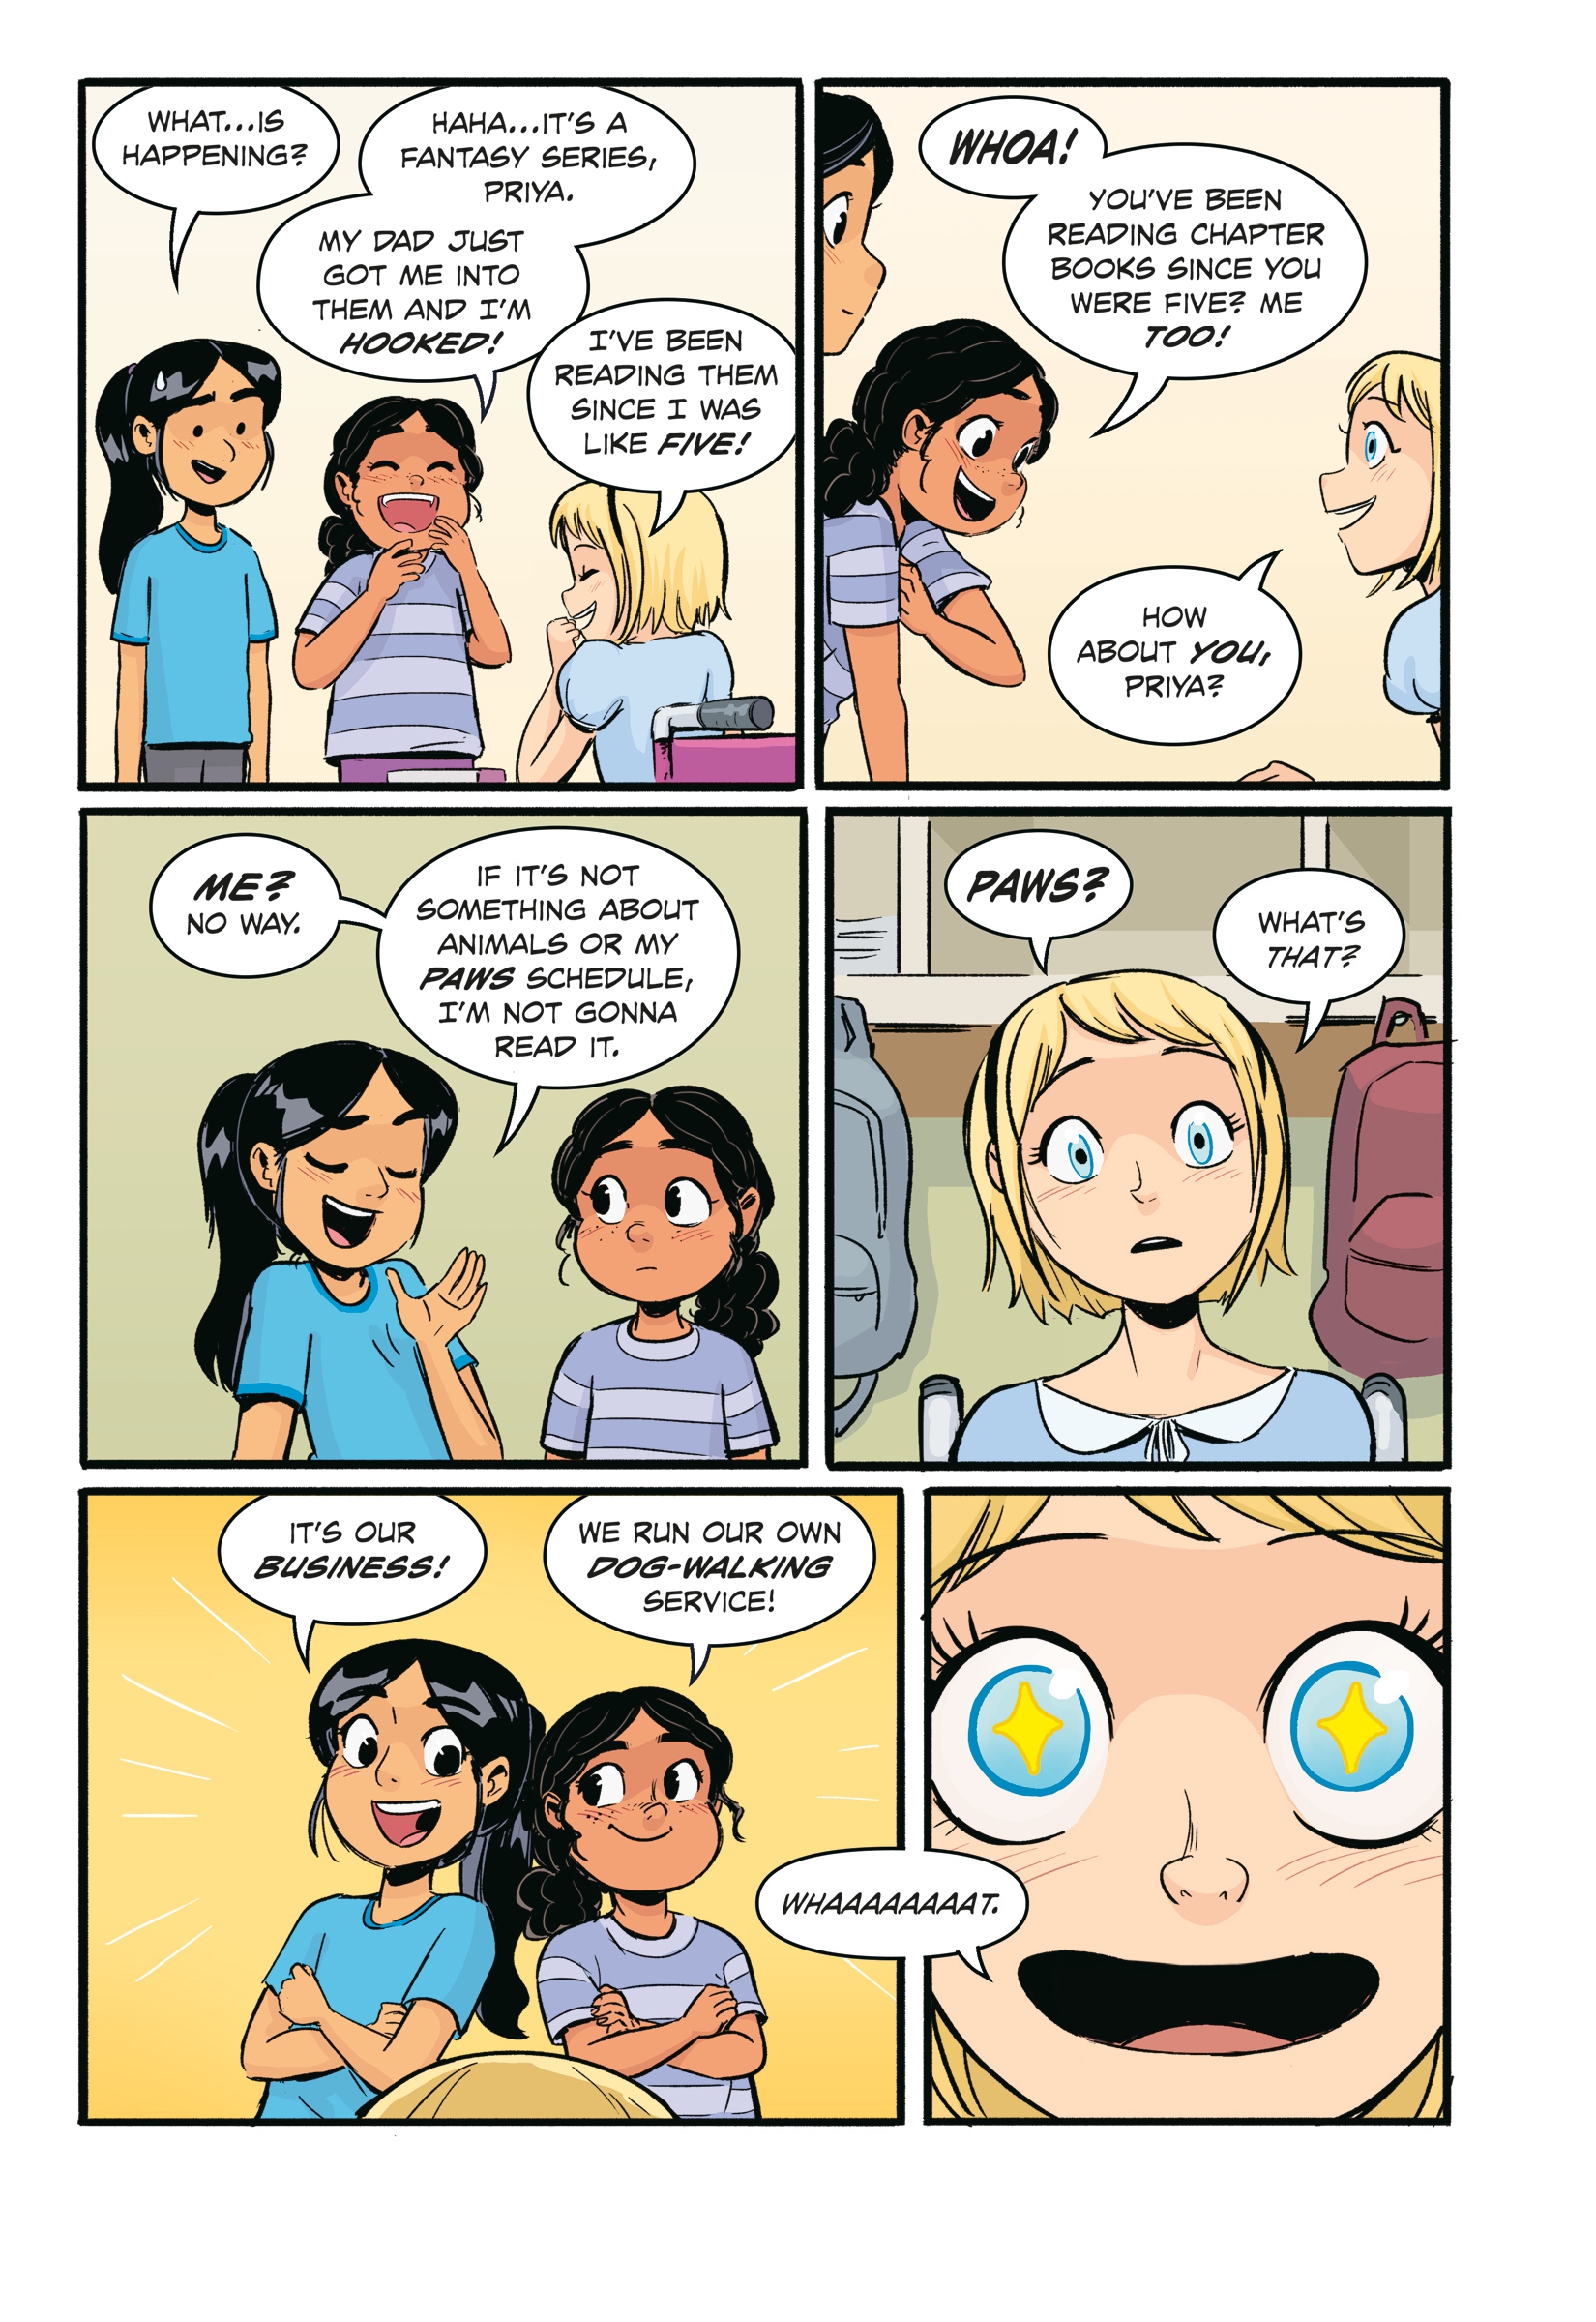 WHAT...IS
HAPPENING?
HAHA...IT'S A
FANTASY SERIES,
PRIYA.
MY DAD JUST
GOT ME INTO
THEM AND I'M
HOOKED!
I'VE BEEN
READING THEM
SINCE I WAS
LIKE FIVE!
WHOA!
YOU'VE BEEN
READING CHAPTER
BOOKS SINCE YOU
WERE FIVE? ME
TOO!
HOW
ABOUT YOU,
PRIYA?
ME?
NO WAY.
IF IT'S NOT
SOMETHING ABOUT
ANIMALS OR MY
PAWS SCHEDULE,
I'M NOT GONNA
READ IT.
PAWS?
WHAT'S
THAT?
IT'S OUR
BUSINESS!
WE RUN OUR OWN
DOG-WALKING
SERVICE!
WHAAAAAAAAT.